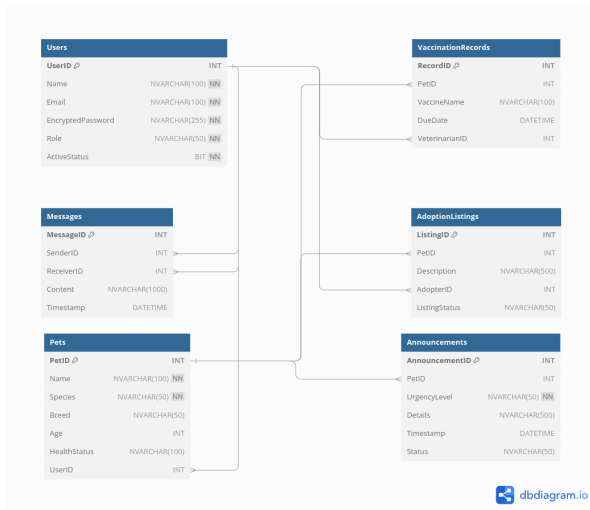 Users
UserID INT
Name NVARCHAR(100) NN
Email NVARCHAR(100) NN
EncryptedPassword NVARCHAR(255) NN
Role NVARCHAR(50) NN
ActiveStatus BIT NN
VaccinationRecords
RecordID INT
PetID INT
VaccineName NVARCHAR(100)
DueDate DATETIME
VeterinarianID INT
Messages
MessageID INT
SenderID INT
ReceiverID INT
Content NVARCHAR(1000)
Timestamp DATETIME
AdoptionListings
ListingID INT
PetID INT
Description NVARCHAR(500)
AdopterID INT
ListingStatus NVARCHAR(50)
Pets
PetID INT
Name NVARCHAR(100) NN
Species NVARCHAR(50) NN
Breed NVARCHAR(50)
Age INT
HealthStatus NVARCHAR(100)
UserID INT
Announcements
AnnouncementID INT
PetID INT
UrgencyLevel NVARCHAR(50) NN
Details NVARCHAR(500)
Timestamp DATETIME
Status NVARCHAR(50)
dbdiagram.io